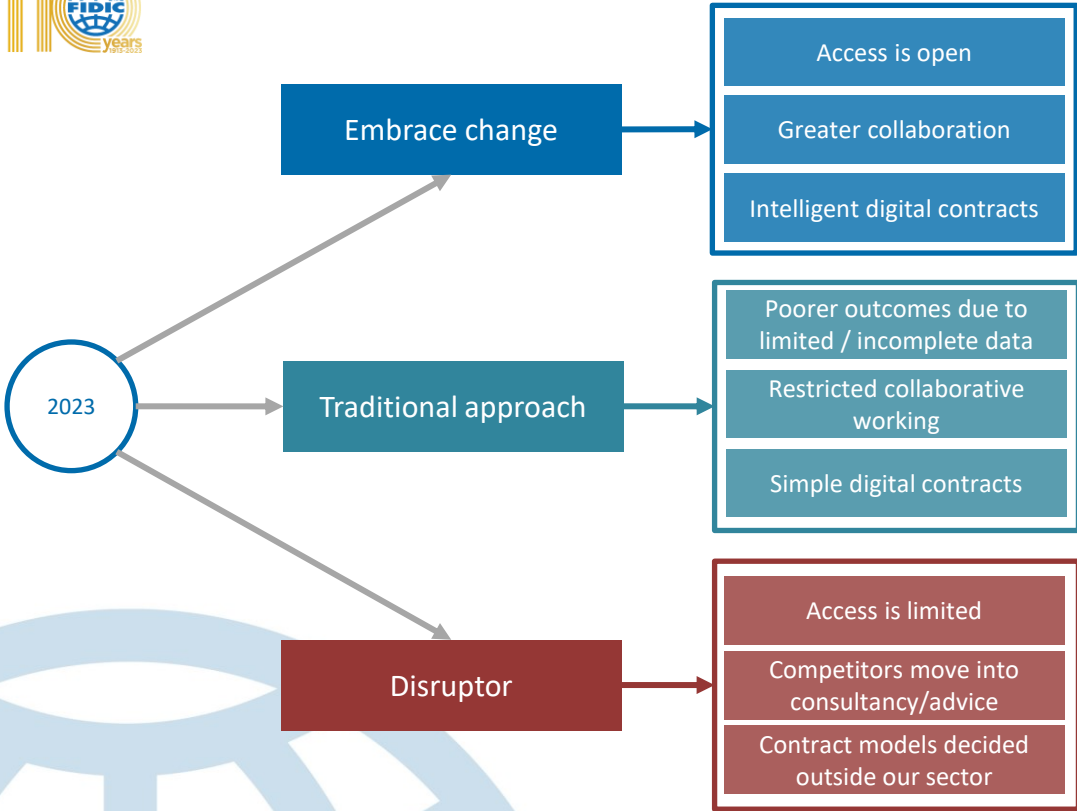 FIDIC
years
1913-2023
Access is open
Embrace change
Greater collaboration
Intelligent digital contracts
2023
Traditional approach
Poorer outcomes due to
limited / incomplete data
Restricted collaborative
working
Simple digital contracts
Disruptor
Access is limited
Competitors move into
consultancy/advice
Contract models decided
outside our sector